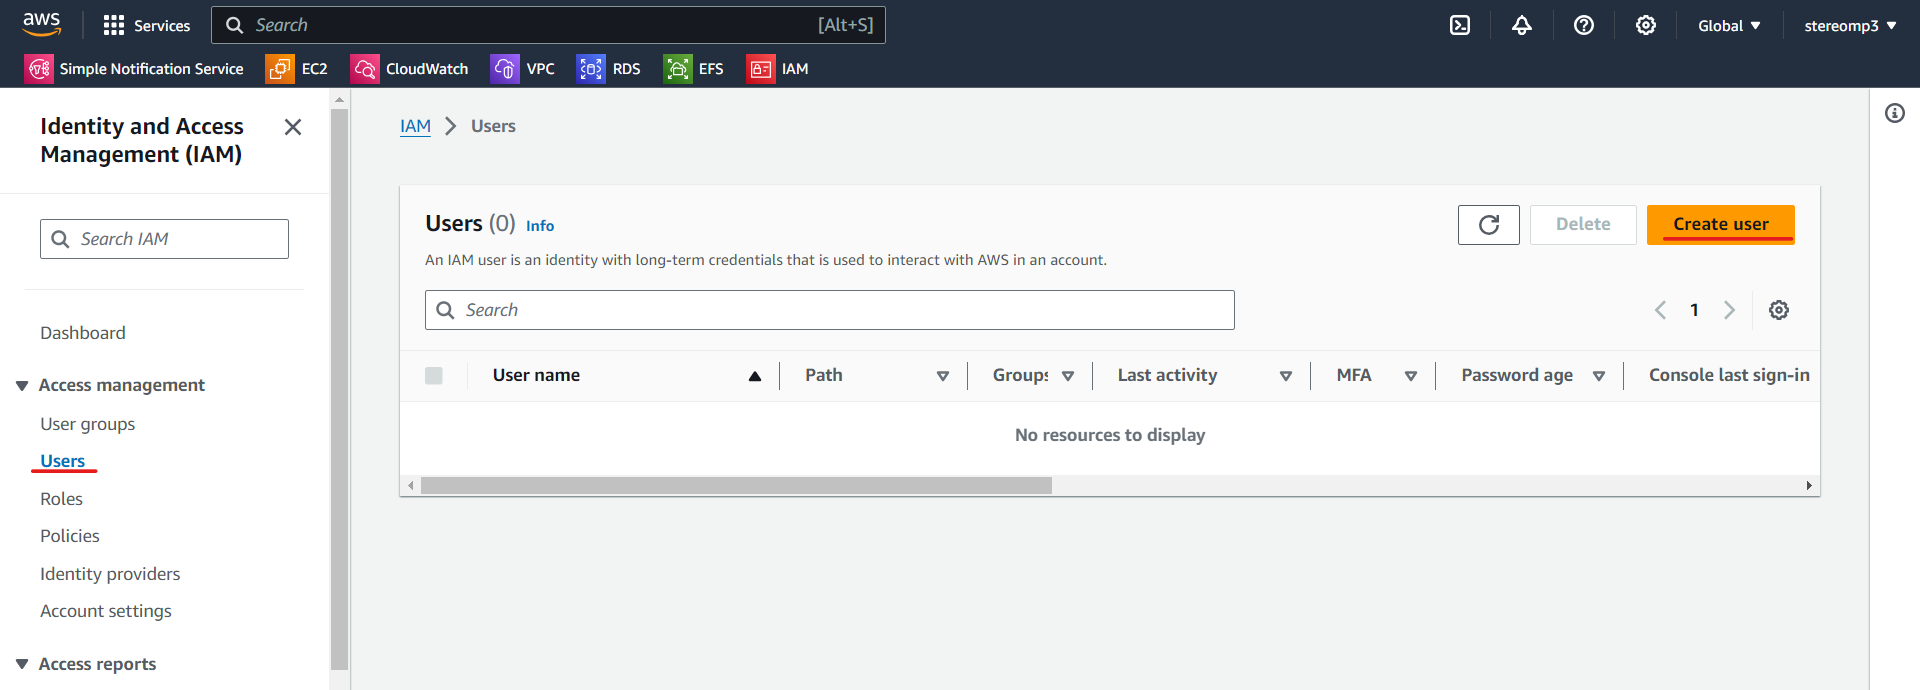 aws
Services
Search
[Alt+S]
Global
stereomp3
Simple Notification Service
EC2
CloudWatch
VPC
RDS
EFS
IAM
Identity and Access
Management (IAM)
Search IAM
Dashboard
Access management
User groups
Users
Roles
Policies
Identity providers
Account settings
Access reports
IAM
Users
Users (0) Info
Delete
Create user
An IAM user is an identity with long-term credentials that is used to interact with AWS in an account.
Search
1
User name
Path
Groups
Last activity
MFA
Password age
Console last sign-in
No resources to display